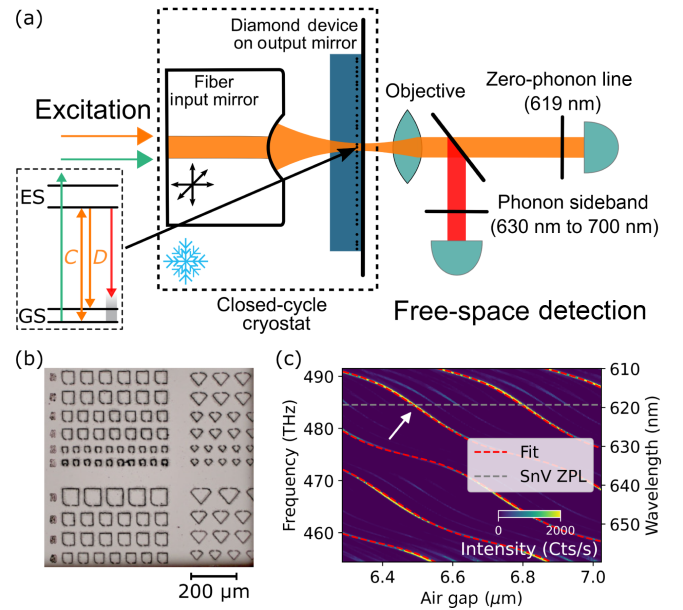 (a)
Diamond device
on output mirror
Fiber
input mirror
Objective
Zero-phonon line
(619 nm)
Excitation
ES
C
D
GS
Phonon sideband
(630 nm to 700 nm)
Closed-cycle
cryostat
Free-space detection
(b)
200 µm
(c)
Frequency (THz)
490
480
470
460
6.4
6.6
6.8
7.0
Air gap (µm)
610
620
630
640
650
Wavelength (nm)
Fit
SnV ZPL
0
2000
Intensity (Cts/s)